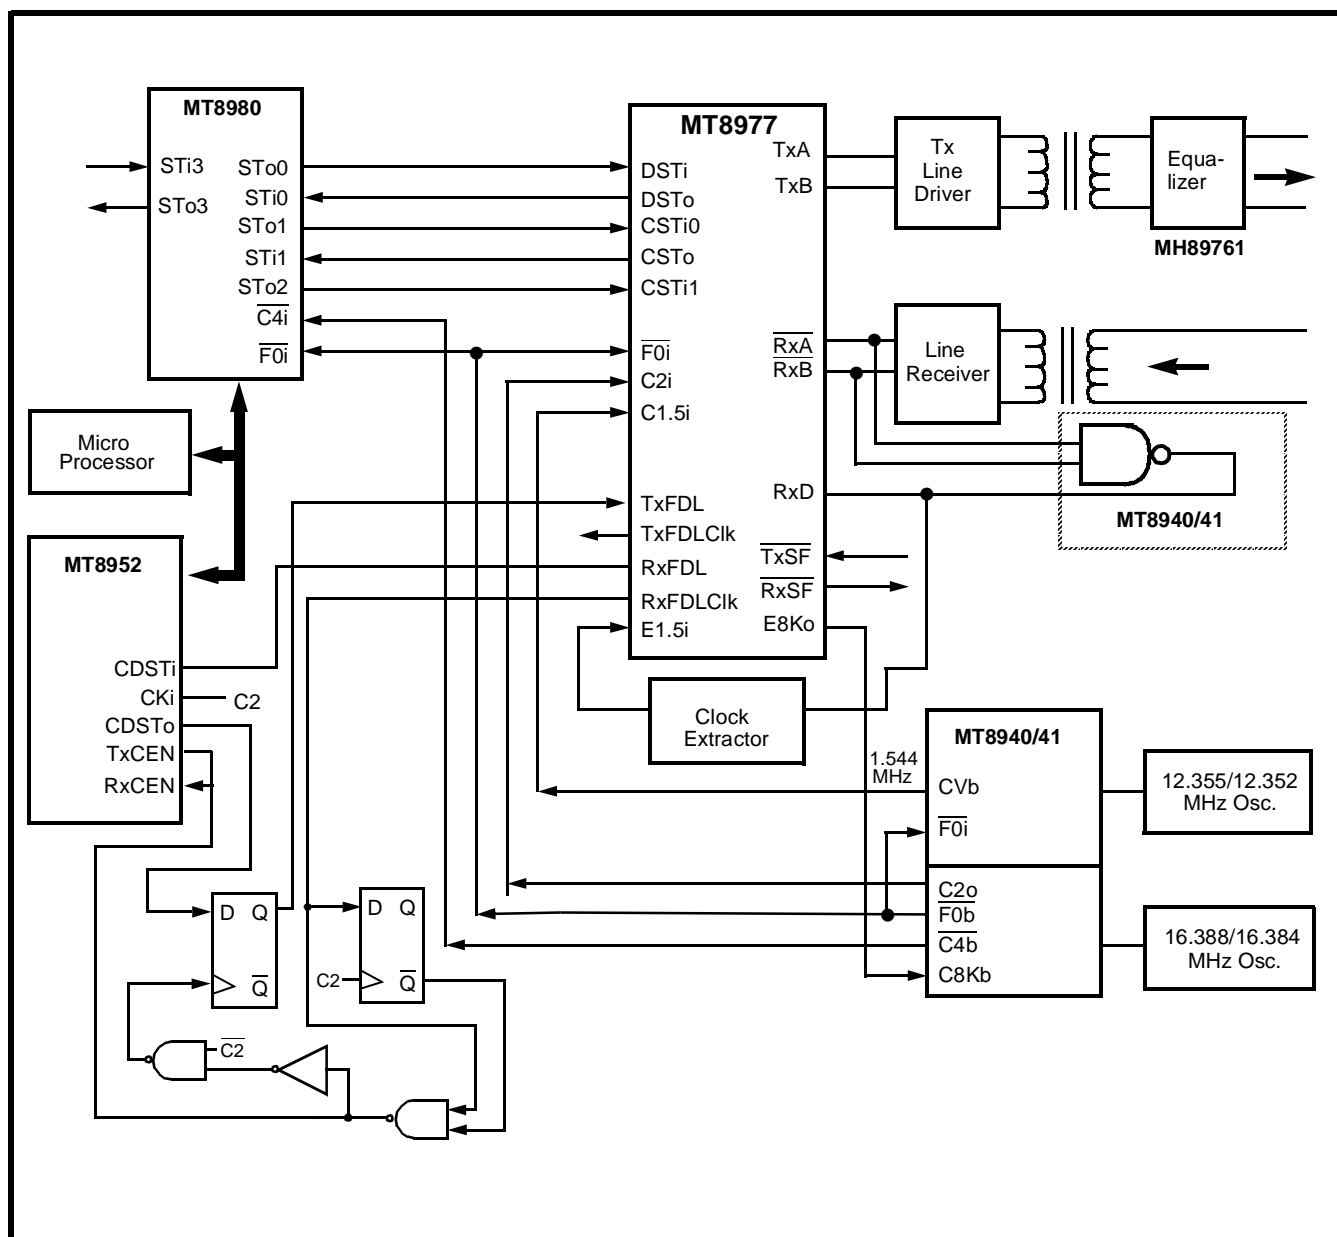 MT8980
STi3
STo3
STo0
STi0
STo1
STi1
STo2
C4i
F0i
MT8977
DSTi
DSTo
CSTi0
CSTo
CSTi1
F0i
C2i
C1.5i
TxFDL
TxFDLClk
RxFDL
RxFDLClk
E1.5i
TxA
TxB
RxA
RxB
RxD
TxSF
RxSF
E8Ko
Tx
Line
Driver
Equa-
lizer
MH89761
Line
Receiver
MT8940/41
Micro
Processor
MT8952
CDSTi
CKi
C2
CDSTo
TxCEN
RxCEN
Clock
Extractor
1.544
MHz
MT8940/41
CVb
F0i
C2o
F0b
C4b
C8Kb
12.355/12.352
MHz Osc.
16.388/16.384
MHz Osc.
D Q
Q
D Q
C2
Q
C2